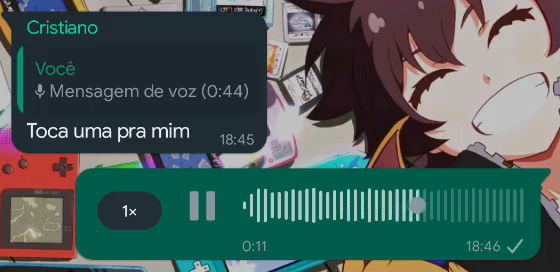 Cristiano
Você
Mensagem de voz (0:44)
Toca uma pra mim
18:45
1×
0:11
18:46